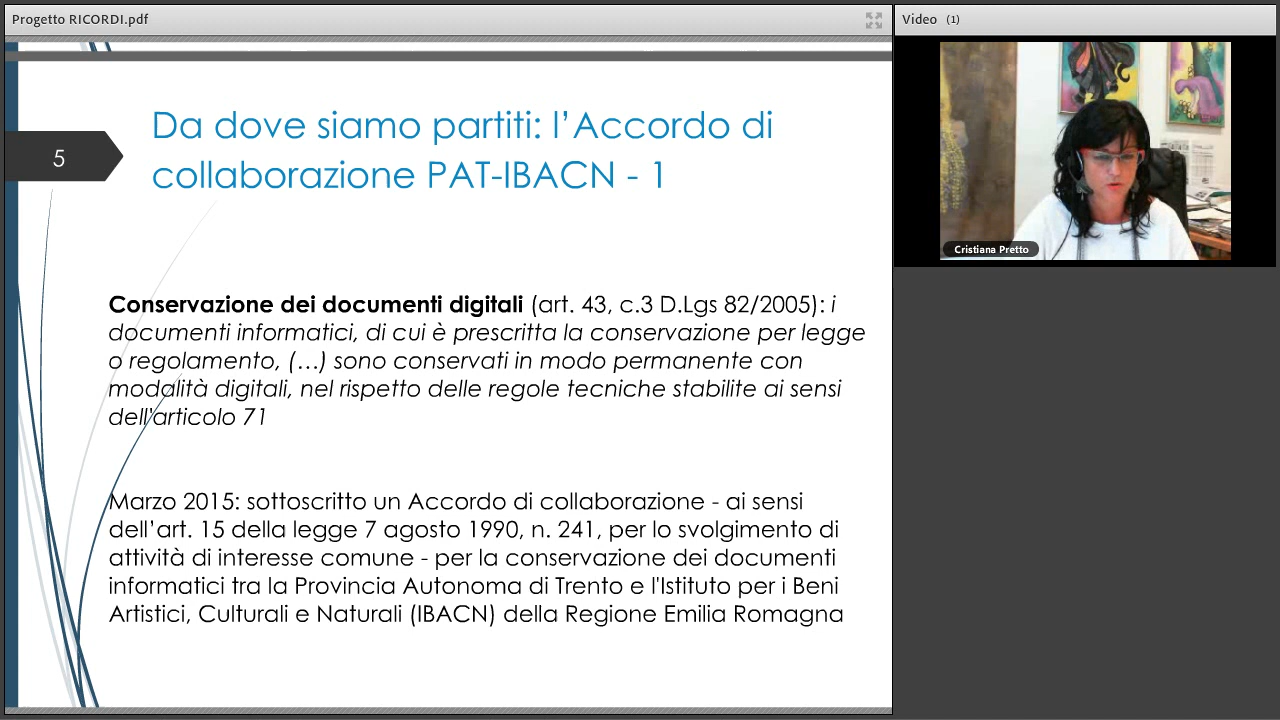 Progetto RICORDI.pdf
Video (1)
Da dove siamo partiti: l’Accordo di
collaborazione PAT-IBACN - 1
5
Conservazione dei documenti digitali (art. 43, c.3 D.Lgs 82/2005): i
documenti informatici, di cui è prescritta la conservazione per legge
o regolamento, (…) sono conservati in modo permanente con
modalità digitali, nel rispetto delle regole tecniche stabilite ai sensi
dell'articolo 71
Marzo 2015: sottoscritto un Accordo di collaborazione - ai sensi
dell’art. 15 della legge 7 agosto 1990, n. 241, per lo svolgimento di
attività di interesse comune - per la conservazione dei documenti
informatici tra la Provincia Autonoma di Trento e l'Istituto per i Beni
Artistici, Culturali e Naturali (IBACN) della Regione Emilia Romagna
Cristiana Pretto